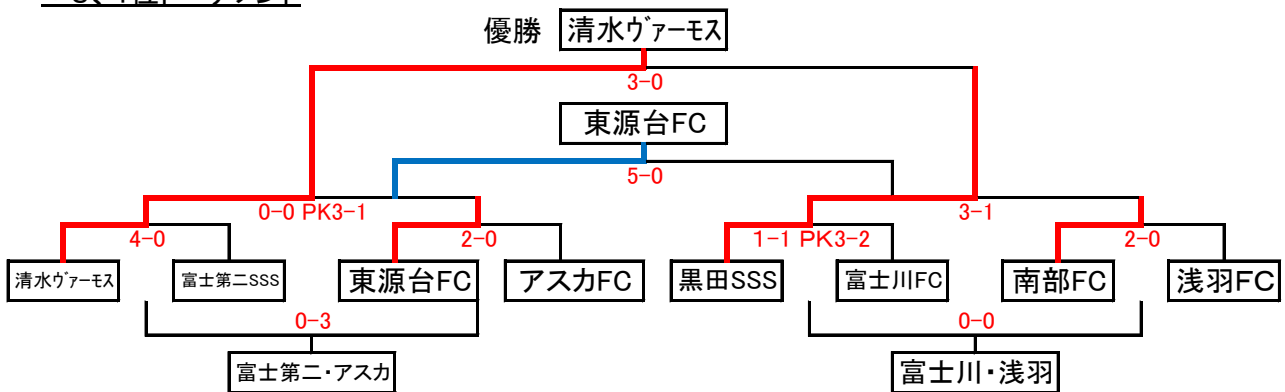 優勝 清水ヴァーモス
3-0
東源台FC
5-0
0-0 PK3-1
3-1
4-0
2-0
1-1 PK3-2
2-0
清水ヴァーモス
富士第二SSS
東源台FC
アスカFC
黒田SSS
富士川FC
南部FC
浅羽FC
0-3
0-0
富士第二・アスカ
富士川・浅羽